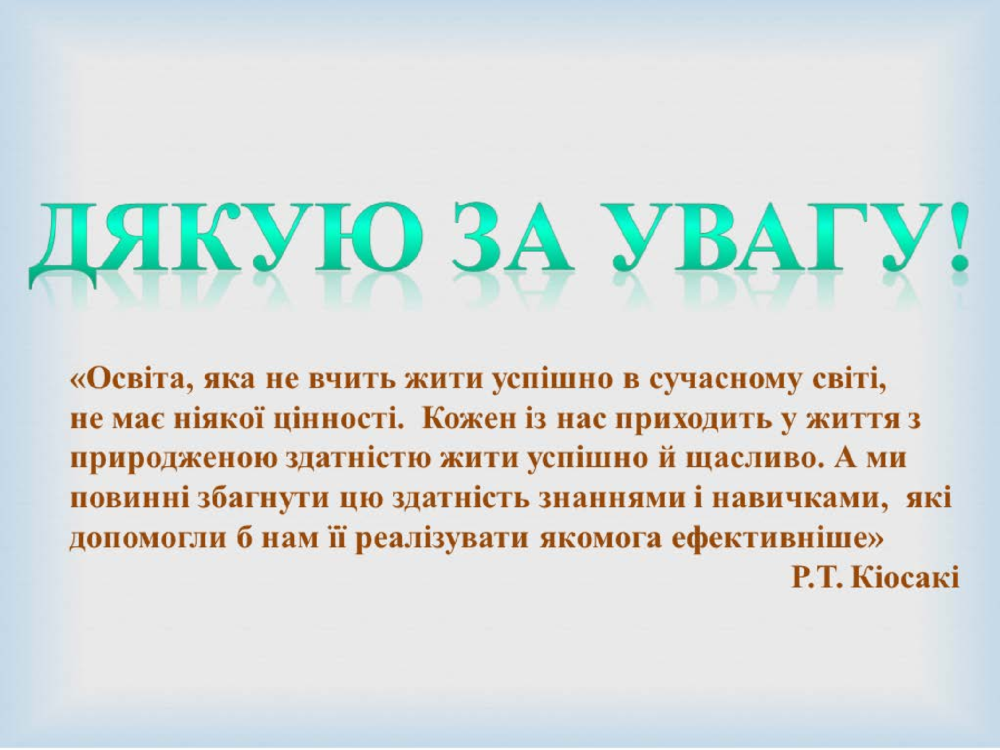 ДЯКУЮ ЗА УВАГУ!
«Освіта, яка не вчить жити успішно в сучасному світі,
не має ніякої цінності. Кожен із нас приходить у життя з
природженою здатністю жити успішно й щасливо. А ми
повинні збагнути цю здатність знаннями і навичками, які
допомогли б нам її реалізувати якомога ефективніше»
Р.Т. Кіосакі